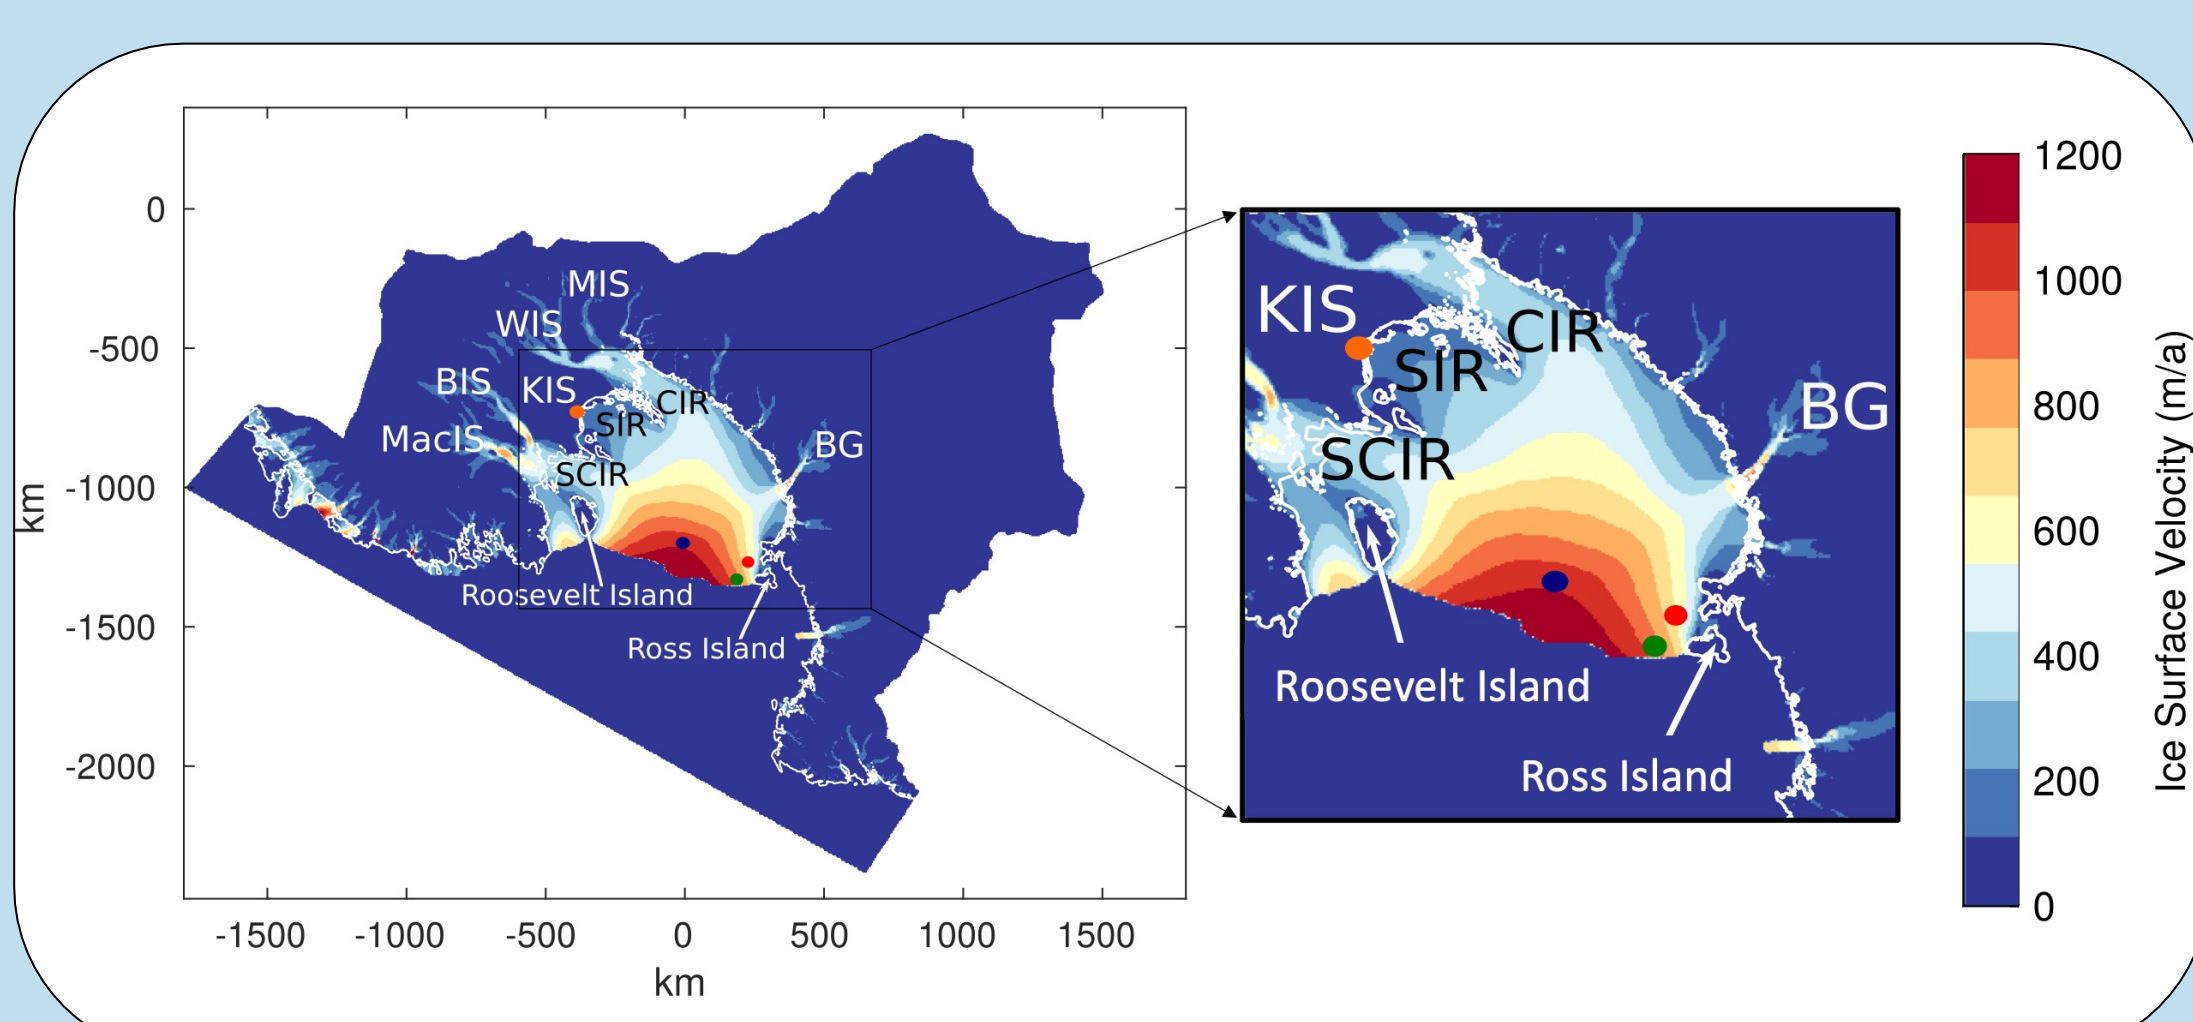 0
-500
-1000
-1500
-2000
km
-1500
-1000
-500
0
500
1000
1500
km
MIS
WIS
BIS
KIS
CIR
SIR
MacIS
BG
SCIR
Roosevelt Island
Ross Island
KIS
CIR
SIR
BG
SCIR
Roosevelt Island
Ross Island
1200
1000
800
600
400
200
0
Ice Surface Velocity (m/a)